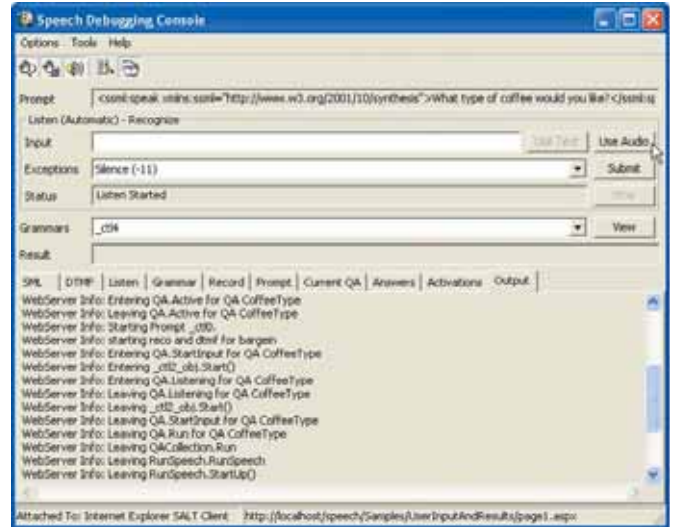 Speech Debugging Console
Options Tools Help
Prompt <ssml:speak xmlns:ssml="http://www.w3.org/2001/10/synthesis">What type of coffee would you like?</ssml:sp
Listen (Automatic) - Recognize
Input Use Text Use Audio
Exceptions Silence (-11) Submit
Status Listen Started
Grammars _ctl4 View
Result
SML DTMF Listen Grammar Record Prompt Current QA Answers Activations Output
WebServer Info: Entering QA.Active for QA CoffeeType
WebServer Info: Leaving QA.Active for QA CoffeeType
WebServer Info: Starting Prompt _ctl0.
WebServer Info: starting reco and dtmf for bargein
WebServer Info: Entering QA.StartInput for QA CoffeeType
WebServer Info: Entering _ctl2_obj.Start()
WebServer Info: Entering QA.Listening for QA CoffeeType
WebServer Info: Leaving QA.Listening for QA CoffeeType
WebServer Info: Leaving _ctl2_obj.Start()
WebServer Info: Leaving QA.StartInput for QA CoffeeType
WebServer Info: Leaving QA.Run for QA CoffeeType
WebServer Info: Leaving QACollection.Run
WebServer Info: Leaving RunSpeech.RunSpeech
WebServer Info: Leaving RunSpeech.StartUp()
Attached To: Internet Explorer SALT Client http://localhost/speech/Samples/UserInputAndResults/page1.aspx